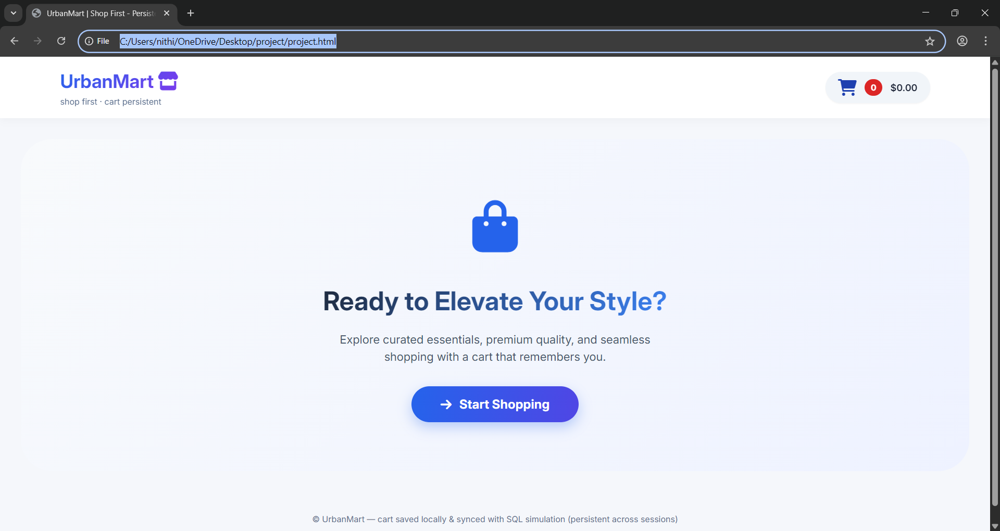 UrbanMart | Shop First - Persist
File C:/Users/nithi/OneDrive/Desktop/project/project.html
UrbanMart
shop first · cart persistent
0 $0.00
Ready to Elevate Your Style?
Explore curated essentials, premium quality, and seamless
shopping with a cart that remembers you.
Start Shopping
© UrbanMart — cart saved locally & synced with SQL simulation (persistent across sessions)